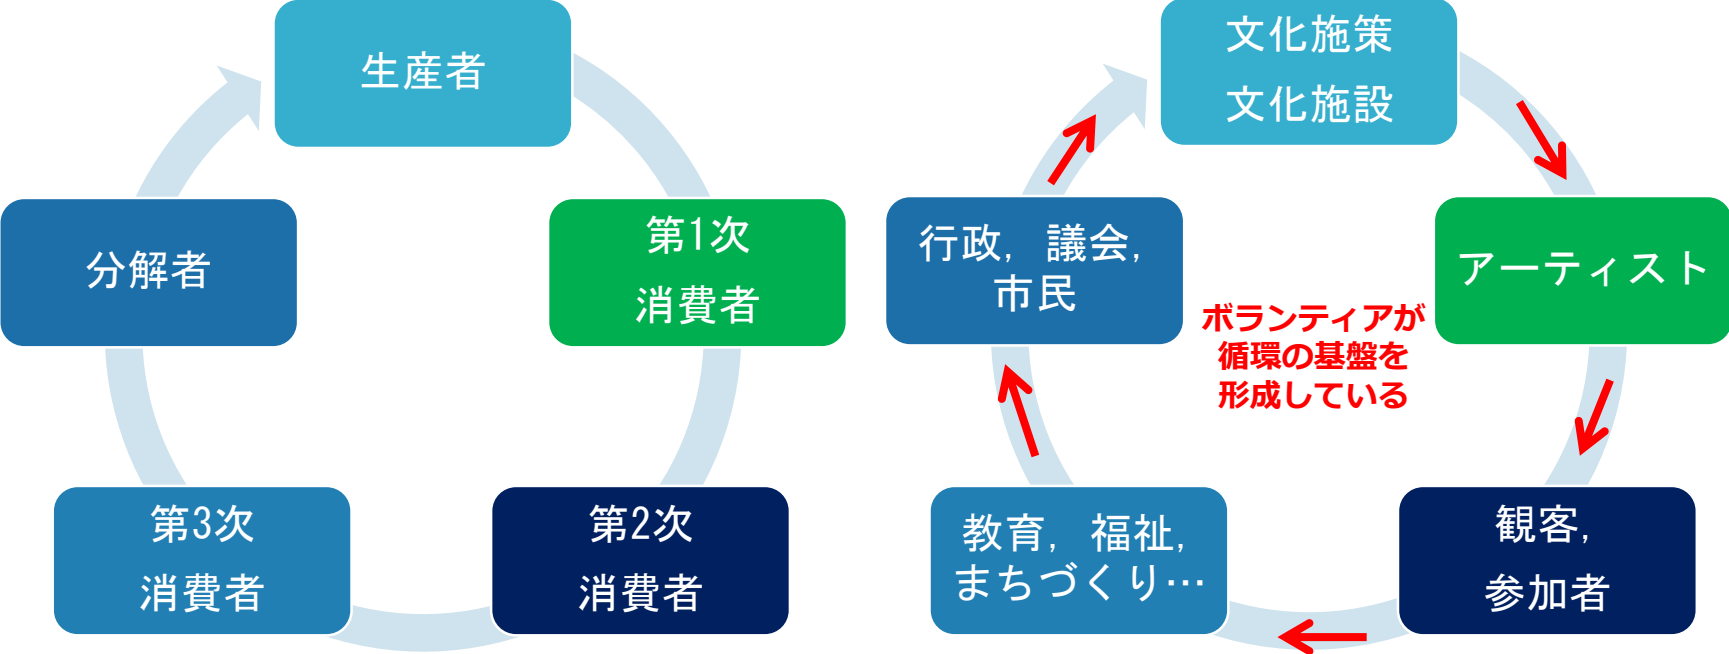 生産者
第1次
消費者
第2次
消費者
第3次
消費者
分解者
文化施策
文化施設
アーティスト
観客,
参加者
教育, 福祉,
まちづくり…
行政, 議会,
市民
ボランティアが
循環の基盤を
形成している